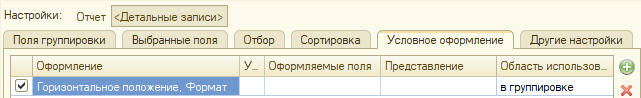 Настройки: Отчет <Детальные записи>
Поля группировки Выбранные поля Отбор Сортировка Условное оформление Другие настройки
Оформление У... Оформляемые поля Представление Область использов...
Горизонтальное положение, Формат в группировке